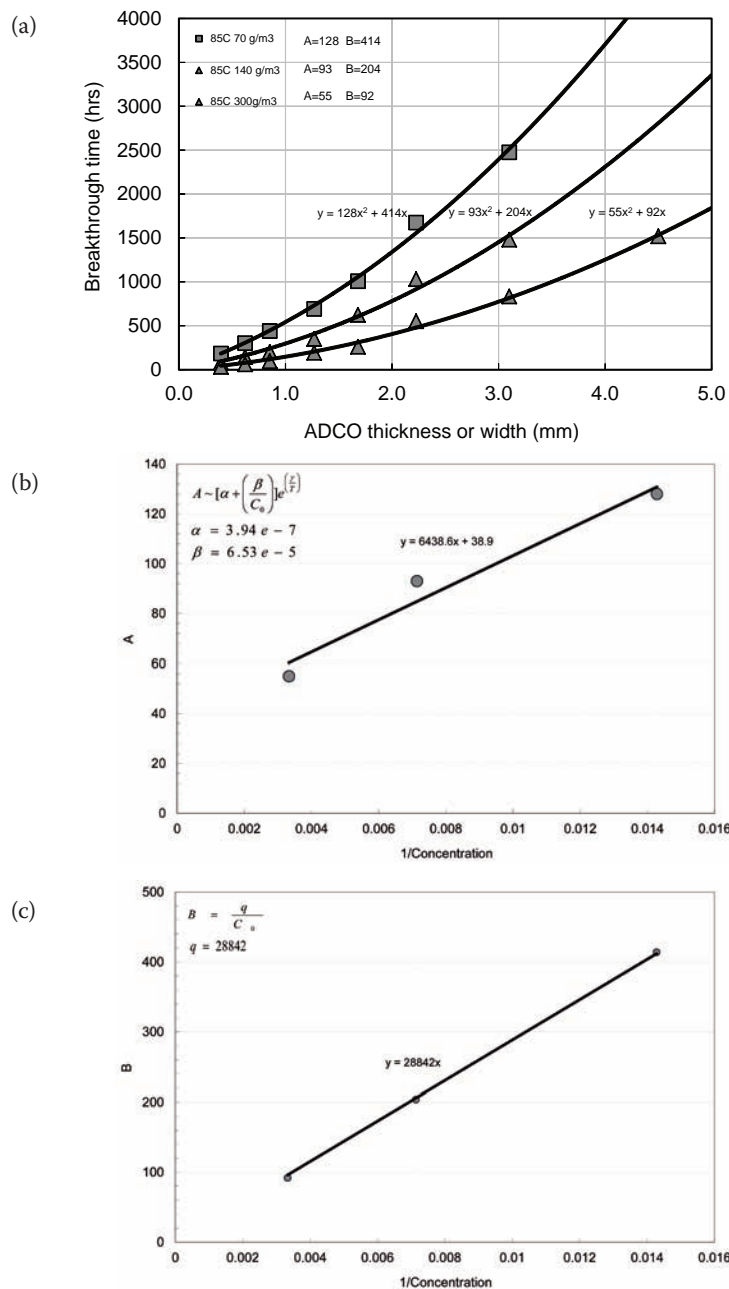 (a)
4000
3500
3000
2500
2000
1500
1000
500
0
Breakthrough time (hrs)
85C 70 g/m3 A=128 B=414
85C 140 g/m3 A=93 B=204
85C 300g/m3 A=55 B=92
y = 128x² + 414x
y = 93x² + 204x
y = 55x² + 92x
0.0 1.0 2.0 3.0 4.0 5.0
ADCO thickness or width (mm)
(b)
140
120
100
80
60
40
20
0
A
A ~ [α + (β/C₀)]e^(γ/T)
α = 3.94 e − 7
β = 6.53 e − 5
y = 6438.6x + 38.9
0 0.002 0.004 0.006 0.008 0.01 0.012 0.014 0.016
1/Concentration
(c)
500
400
300
200
100
0
B
B = q/C₀
q = 28842
y = 28842x
0 0.002 0.004 0.006 0.008 0.01 0.012 0.014 0.016
1/Concentration